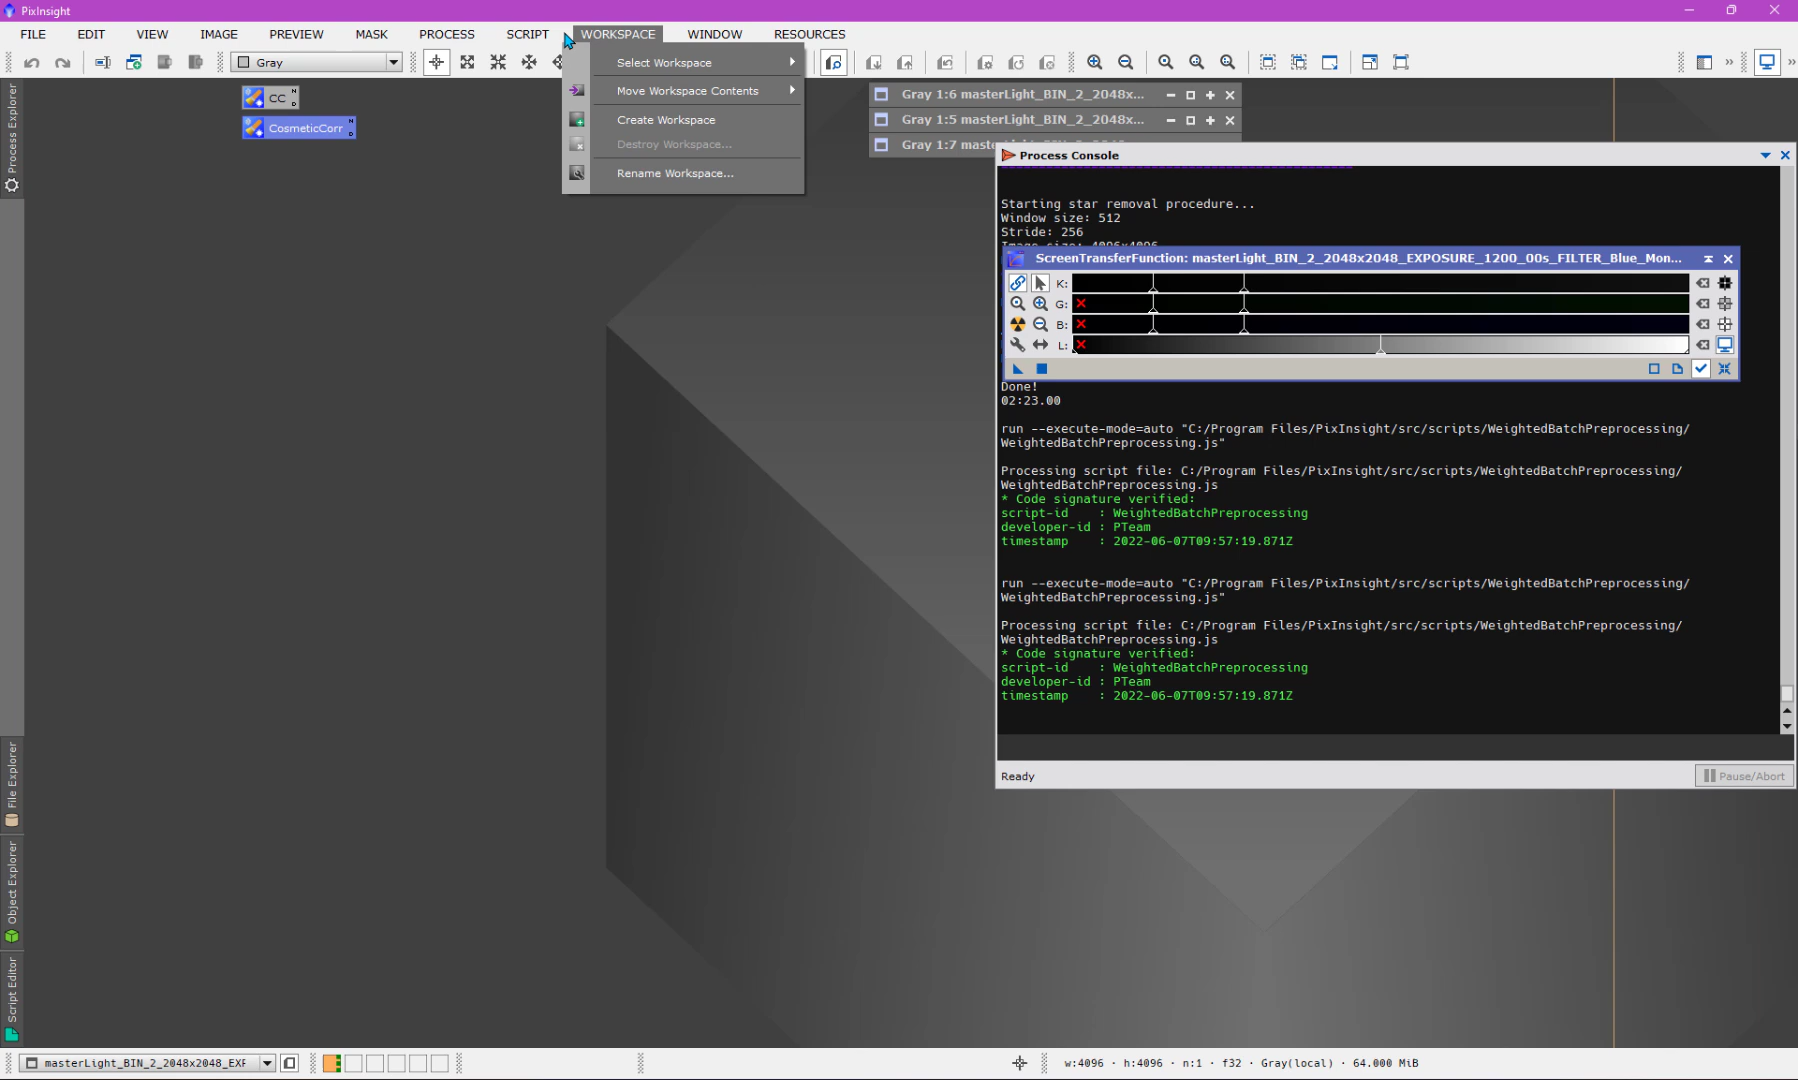 PixInsight
FILE EDIT VIEW IMAGE PREVIEW MASK PROCESS SCRIPT WORKSPACE WINDOW RESOURCES
Gray
Select Workspace
Move Workspace Contents
Create Workspace
Destroy Workspace...
Rename Workspace...
Process Explorer
CC
CosmeticCorr
Gray 1:6 masterLight_BIN_2_2048x...
Gray 1:5 masterLight_BIN_2_2048x...
Gray 1:7
Process Console
Starting star removal procedure...
Window size: 512
Stride: 256
Image size: 4096x4096
ScreenTransferFunction: masterLight_BIN_2_2048x2048_EXPOSURE_1200_00s_FILTER_Blue_Mon...
K:
G:
B:
L:
Done!
02:23.00
run --execute-mode=auto "C:/Program Files/PixInsight/src/scripts/WeightedBatchPreprocessing/
WeightedBatchPreprocessing.js"
Processing script file: C:/Program Files/PixInsight/src/scripts/WeightedBatchPreprocessing/
WeightedBatchPreprocessing.js
* Code signature verified:
script-id    : WeightedBatchPreprocessing
developer-id : PTeam
timestamp    : 2022-06-07T09:57:19.871Z
run --execute-mode=auto "C:/Program Files/PixInsight/src/scripts/WeightedBatchPreprocessing/
WeightedBatchPreprocessing.js"
Processing script file: C:/Program Files/PixInsight/src/scripts/WeightedBatchPreprocessing/
WeightedBatchPreprocessing.js
* Code signature verified:
script-id    : WeightedBatchPreprocessing
developer-id : PTeam
timestamp    : 2022-06-07T09:57:19.871Z
Ready
Pause/Abort
File Explorer
Object Explorer
Script Editor
masterLight_BIN_2_2048x2048_EXF
w:4096 · h:4096 · n:1 · f32 · Gray(local) · 64.000 MiB